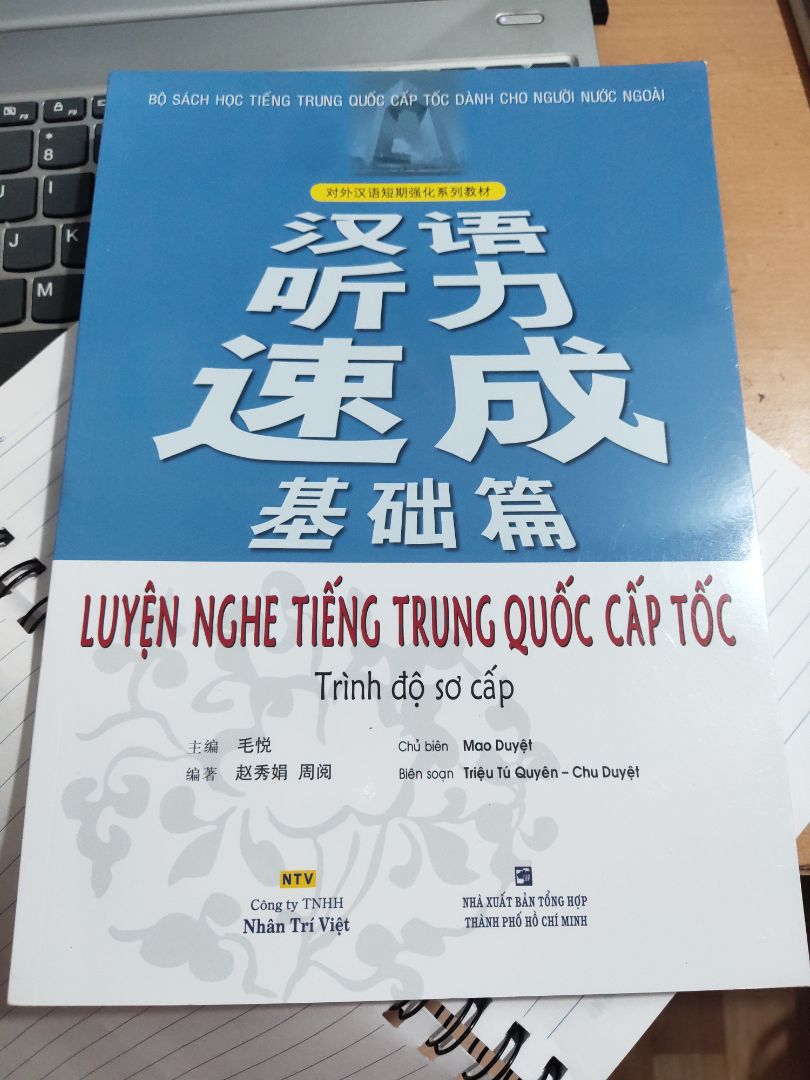 BỘ SÁCH HỌC TIẾNG TRUNG QUỐC CẤP TỐC DÀNH CHO NGƯỜI NƯỚC NGOÀI
对外汉语短期强化系列教材
汉语
听力
速成
基础篇
LUYỆN NGHE TIẾNG TRUNG QUỐC CẤP TỐC
Trình độ sơ cấp
主编 毛悦 Chủ biên Mao Duyệt
编著 赵秀娟 周阅 Biên soạn Triệu Tú Quyên – Chu Duyệt
NTV
Công ty TNHH
Nhân Trí Việt
NHÀ XUẤT BẢN TỔNG HỢP
THÀNH PHỐ HỒ CHÍ MINH
F8
F9
*
8
U
I
J
K
M